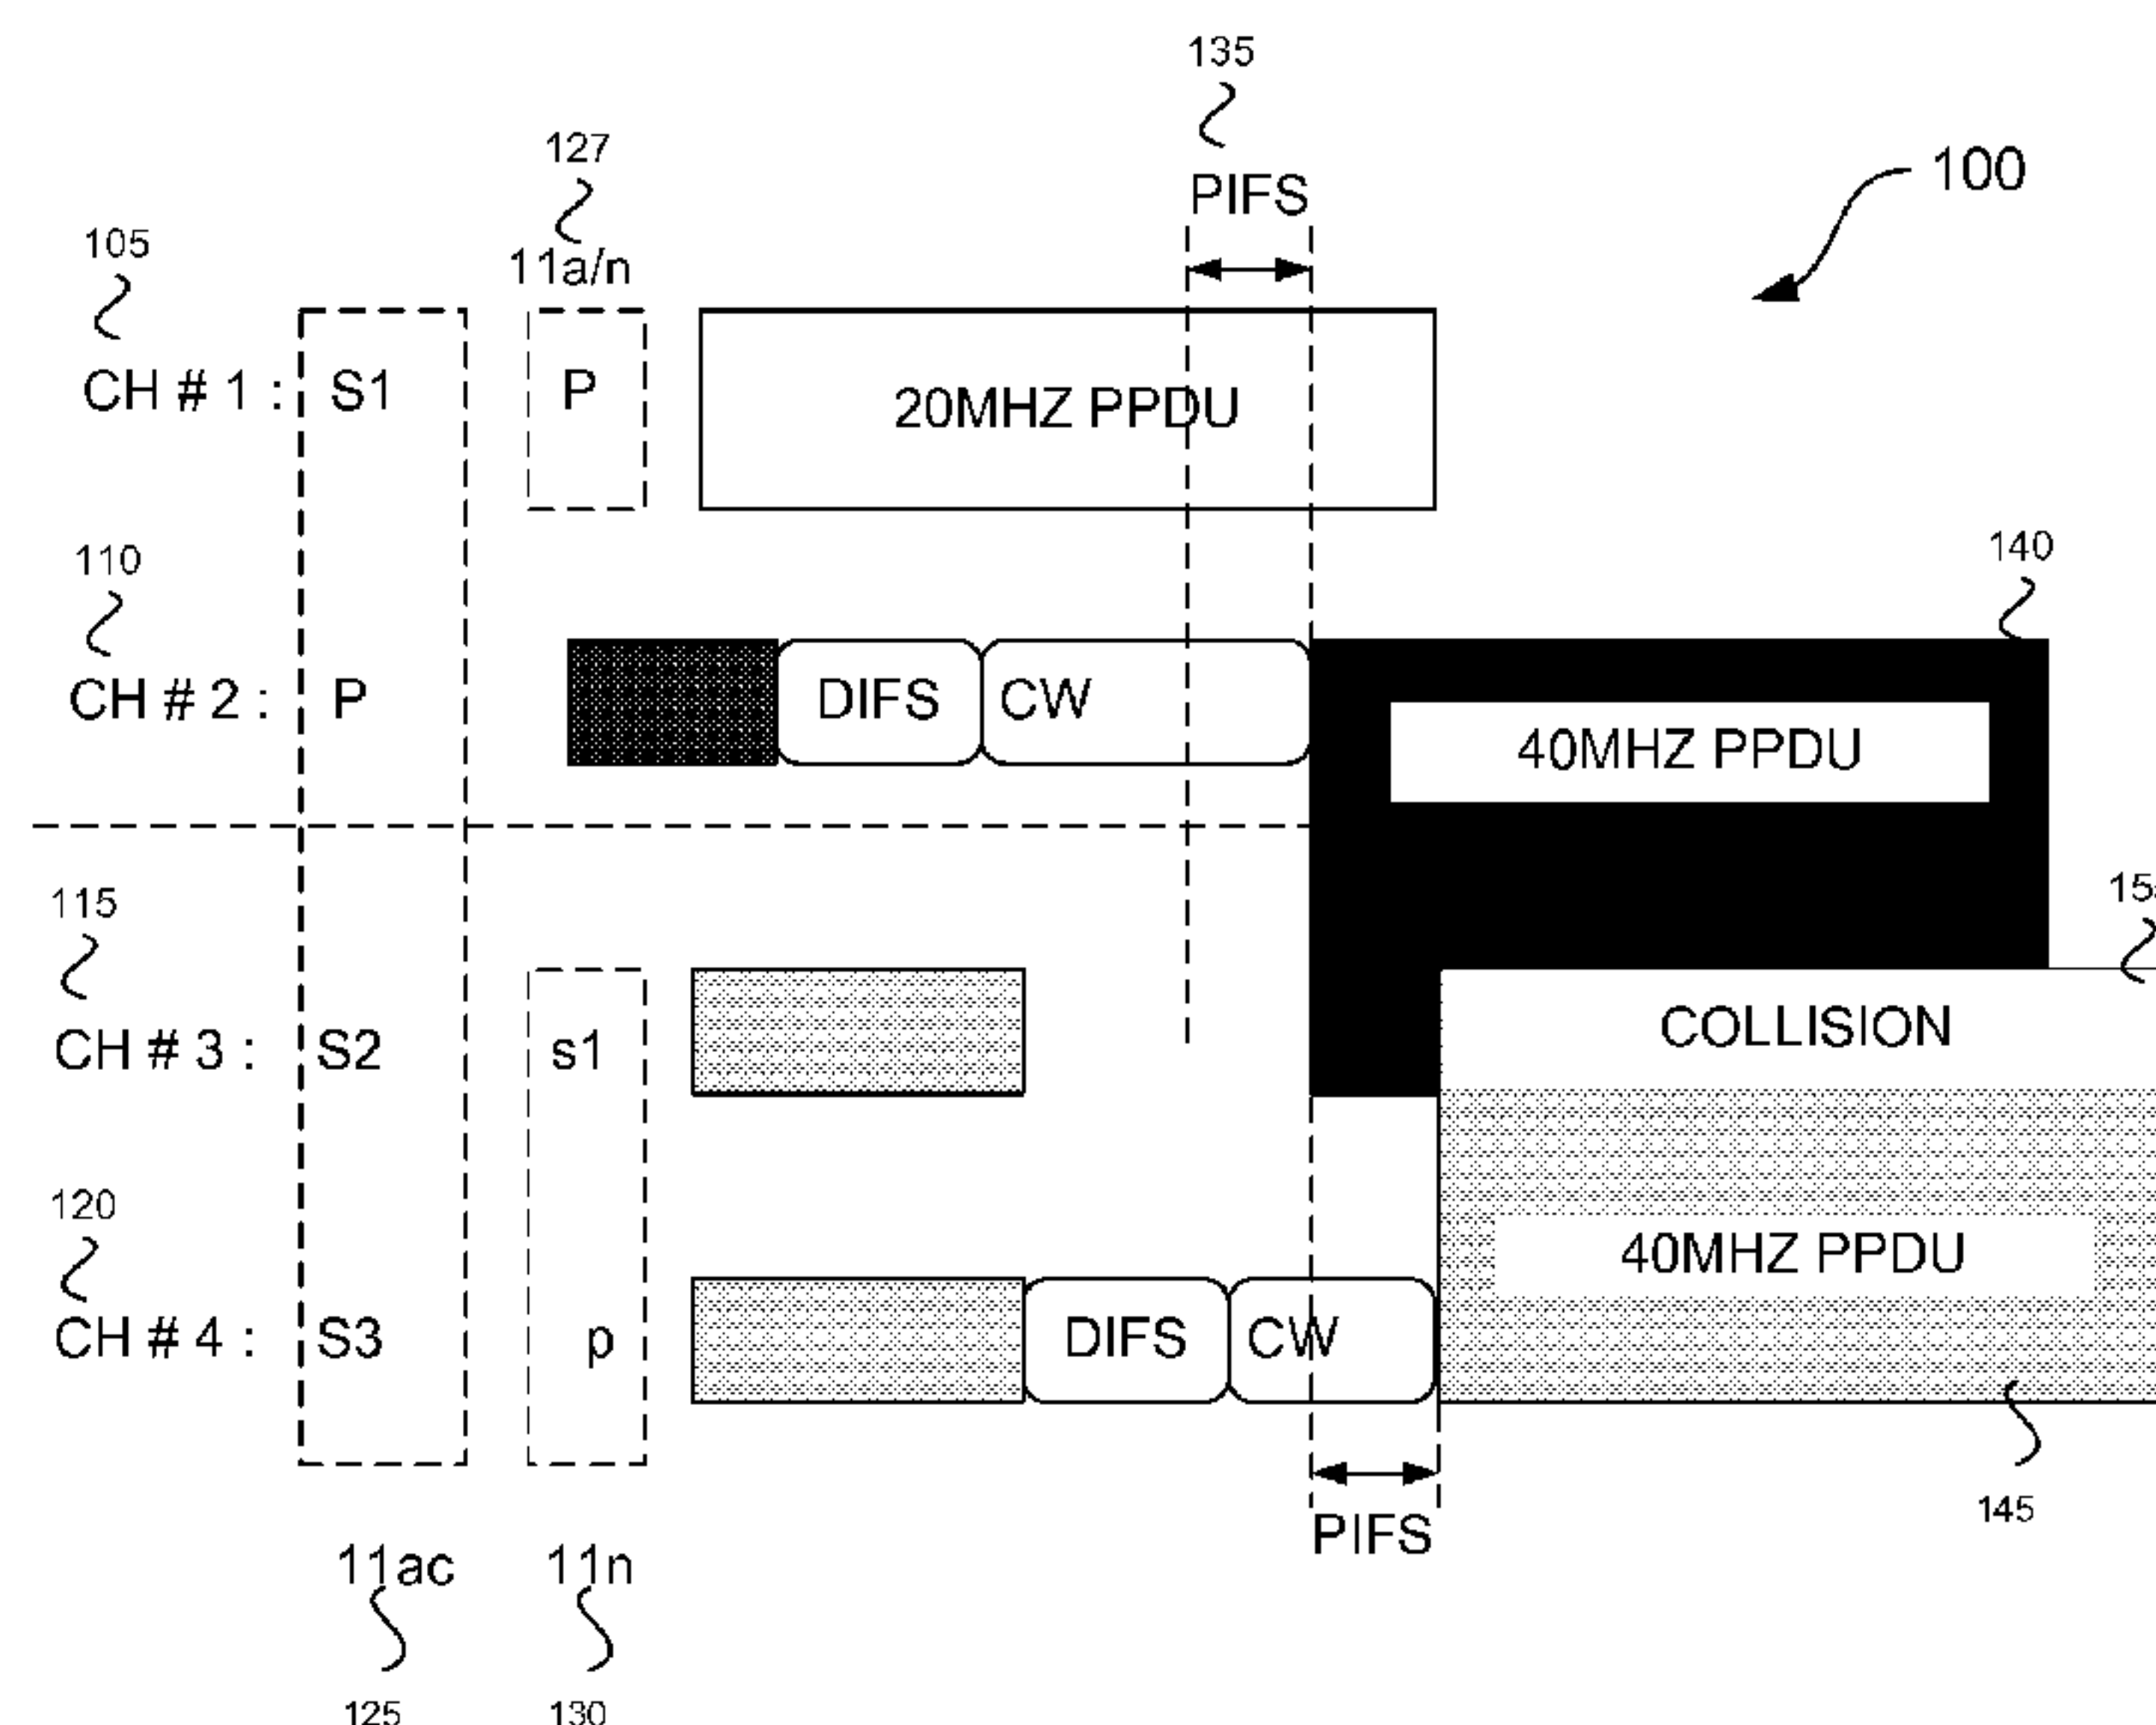 135
127
PIFS
100
105
11a/n
CH # 1 : S1 P 20MHZ PPDU
110
140
CH # 2 : P DIFS CW 40MHZ PPDU
115
CH # 3 : S2 s1 COLLISION
120
CH # 4 : S3 p DIFS CW 40MHZ PPDU
PIFS
145
11ac 11n
125 130